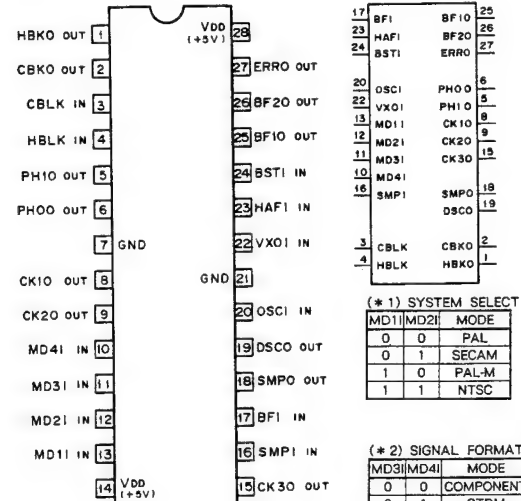 HBKO OUT 1
CBKO OUT 2
CBLK IN 3
HBLK IN 4
PH1O OUT 5
PH0O OUT 6
7 GND
CK1O OUT 8
CK2O OUT 9
MD4I IN 10
MD3I IN 11
MD2I IN 12
MD1I IN 13
14 VDD (+5V)
VDD (+5V) 28
27 ERRO OUT
26 BF2O OUT
25 BF1O OUT
24 BSTI IN
23 HAFI IN
22 VXOI IN
GND 21
20 OSCI IN
19 DSCO OUT
18 SMPO OUT
17 BFI IN
16 SMPI IN
15 CK3O OUT
17 BFI BF1O 25
23 HAFI BF2O 26
24 BSTI ERRO 27
20 OSCI PH0O 6
22 VXOI PH1O 5
13 MD1I CK1O 8
12 MD2I CK2O 9
11 MD3I CK3O 15
10 MD4I
16 SMPI SMPO 18
DSCO 19
3 CBLK CBKO 2
4 HBLK HBKO 1
(*1) SYSTEM SELECT
MD1I MD2I MODE
0 0 PAL
0 1 SECAM
1 0 PAL-M
1 1 NTSC
(*2) SIGNAL FORMAT
MD3I MD4I MODE
0 0 COMPONENT